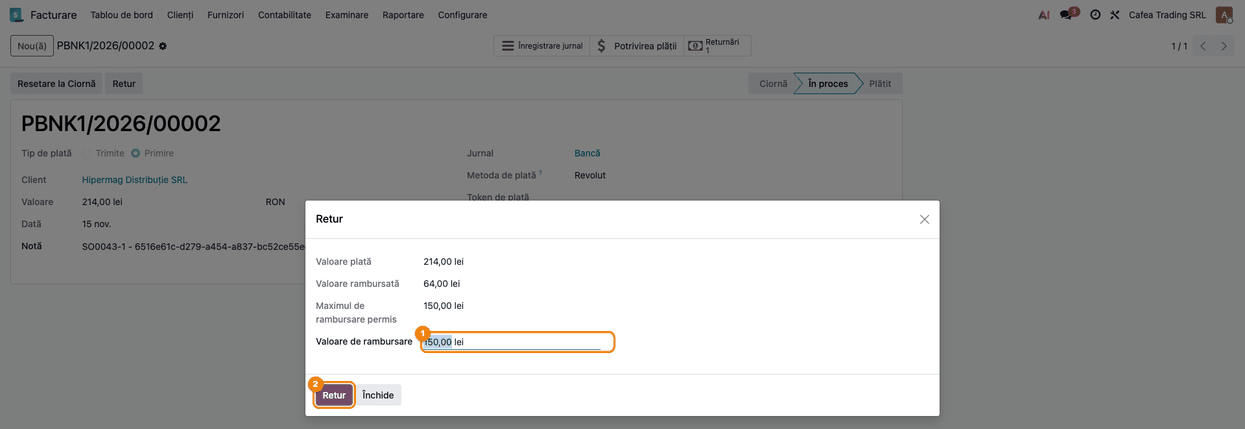 Facturare Tablou de bord Clienți Furnizori Contabilitate Examinare Raportare Configurare AI 3 Cafea Trading SRL A
Nou(ă) PBNK1/2026/00002 Înregistrare jurnal Potrivirea plății Returnări 1 1 / 1
Resetare la Ciornă Retur Ciornă În proces Plătit
PBNK1/2026/00002
Tip de plată Trimite Primire Jurnal Bancă
Client Hipermag Distribuție SRL Metoda de plată ? Revolut
Valoare 214,00 lei RON Token de plată
Dată 15 nov.
Notă SO0043-1 - 6516e61c-d279-a454-a837-bc52ce55e
Retur
Valoare plată 214,00 lei
Valoare rambursată 64,00 lei
Maximul de rambursare permis 150,00 lei
1
Valoare de rambursare 150,00 lei
2
Retur Închide